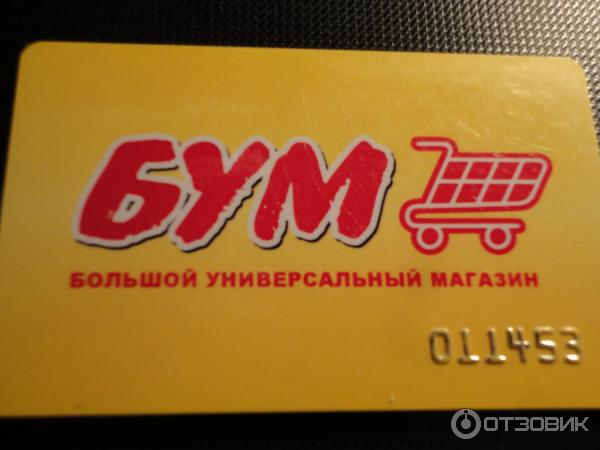 БУМ
БОЛЬШОЙ УНИВЕРСАЛЬНЫЙ МАГАЗИН
011453
ОТЗОВИК